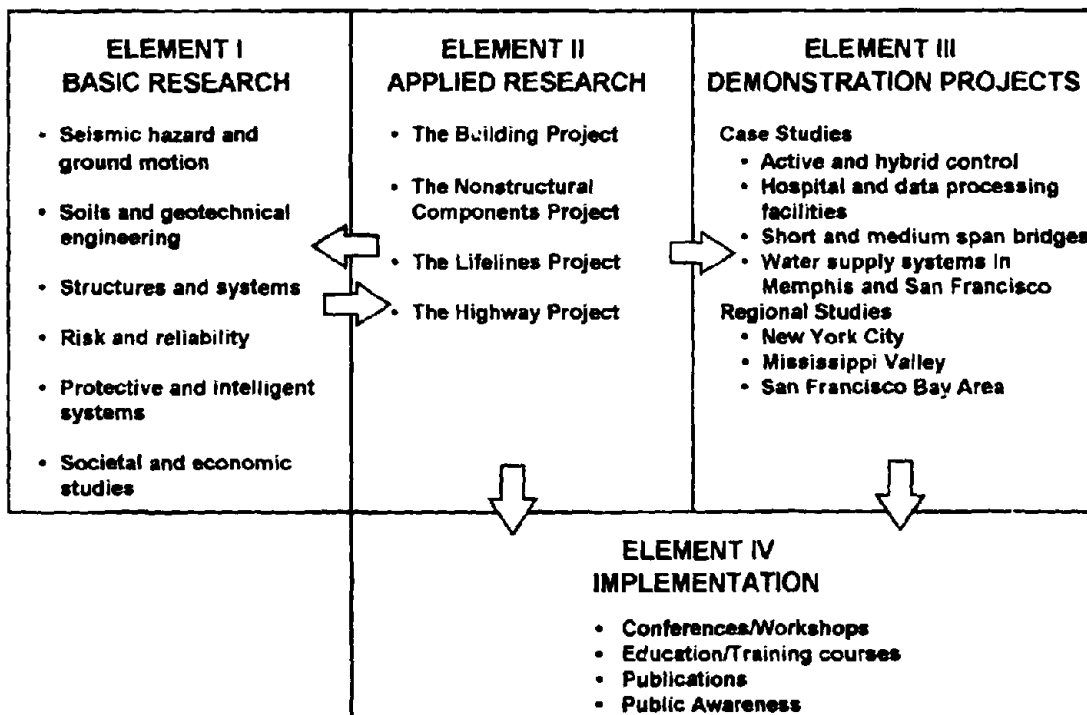 ELEMENT I
BASIC RESEARCH
• Seismic hazard and
ground motion
• Soils and geotechnical
engineering
• Structures and systems
• Risk and reliability
• Protective and intelligent
systems
• Societal and economic
studies
ELEMENT II
APPLIED RESEARCH
• The Building Project
• The Nonstructural
Components Project
• The Lifelines Project
• The Highway Project
ELEMENT III
DEMONSTRATION PROJECTS
Case Studies
• Active and hybrid control
• Hospital and data processing
facilities
• Short and medium span bridges
• Water supply systems in
Memphis and San Francisco
Regional Studies
• New York City
• Mississippi Valley
• San Francisco Bay Area
ELEMENT IV
IMPLEMENTATION
• Conferences/Workshops
• Education/Training courses
• Publications
• Public Awareness